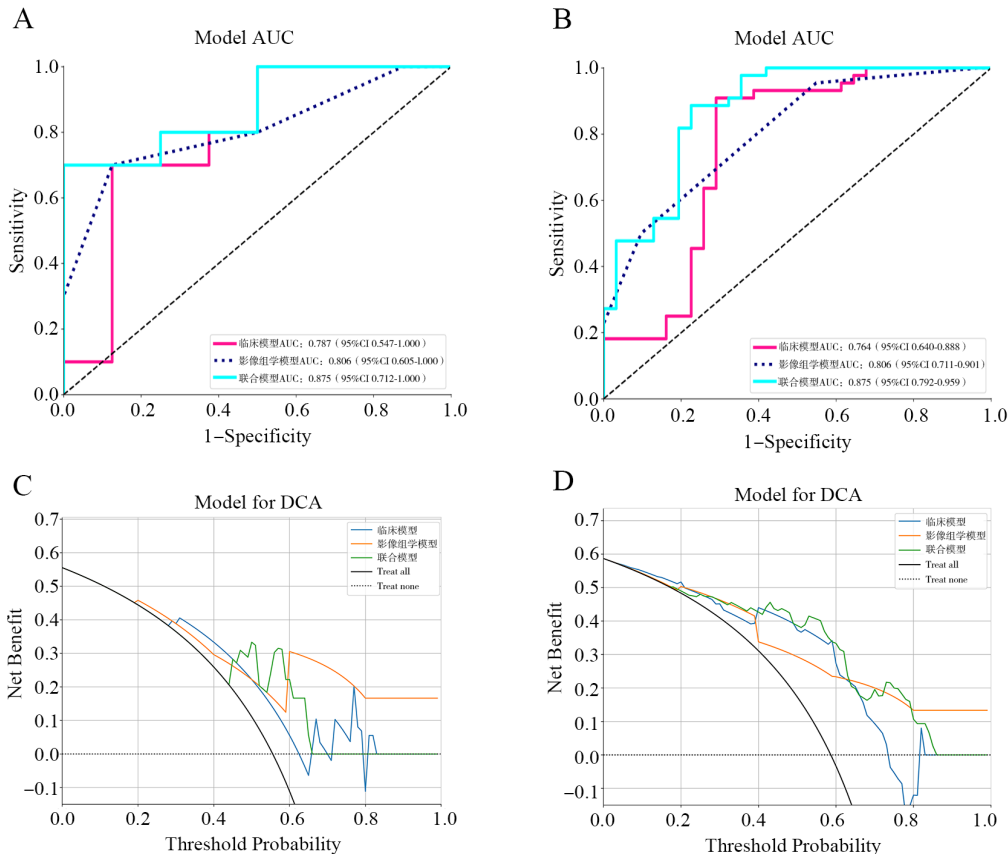 A
Model AUC
1.0
0.8
0.6
0.4
0.2
0.0
Sensitivity
临床模型AUC：0.787（95%CI 0.547-1.000）
影像组学模型AUC：0.806（95%CI 0.605-1.000）
联合模型AUC：0.875（95%CI 0.712-1.000）
0.0 0.2 0.4 0.6 0.8 1.0
1-Specificity
B
Model AUC
1.0
0.8
0.6
0.4
0.2
0.0
Sensitivity
临床模型AUC：0.764（95%CI 0.640-0.888）
影像组学模型AUC：0.806（95%CI 0.711-0.901）
联合模型AUC：0.875（95%CI 0.792-0.959）
0.0 0.2 0.4 0.6 0.8 1.0
1-Specificity
C
Model for DCA
0.7
0.6
0.5
0.4
0.3
0.2
0.1
0.0
-0.1
Net Benefit
临床模型
影像组学模型
联合模型
Treat all
Treat none
0.0 0.2 0.4 0.6 0.8 1.0
Threshold Probability
D
Model for DCA
0.7
0.6
0.5
0.4
0.3
0.2
0.1
0.0
-0.1
Net Benefit
临床模型
影像组学模型
联合模型
Treat all
Treat none
0.0 0.2 0.4 0.6 0.8 1.0
Threshold Probability